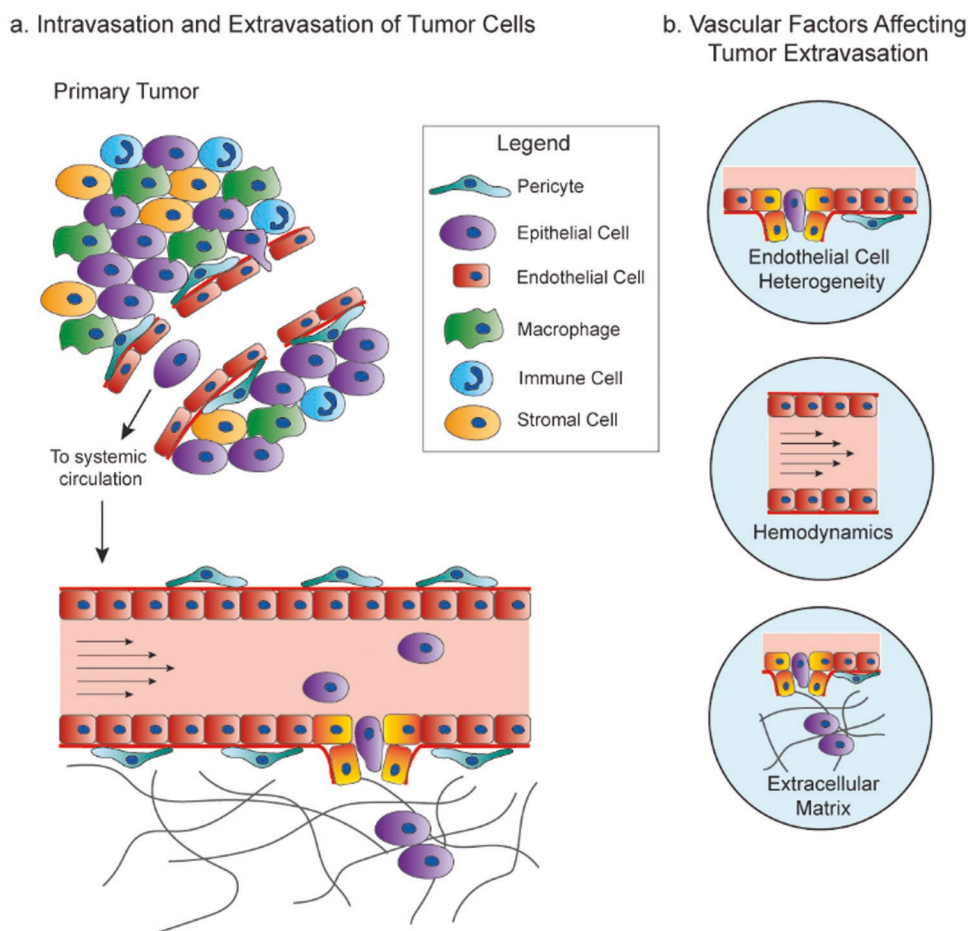 a. Intravasation and Extravasation of Tumor Cells
Primary Tumor
Legend
Pericyte
Epithelial Cell
Endothelial Cell
Macrophage
Immune Cell
Stromal Cell
To systemic
circulation
b. Vascular Factors Affecting
Tumor Extravasation
Endothelial Cell
Heterogeneity
Hemodynamics
Extracellular
Matrix